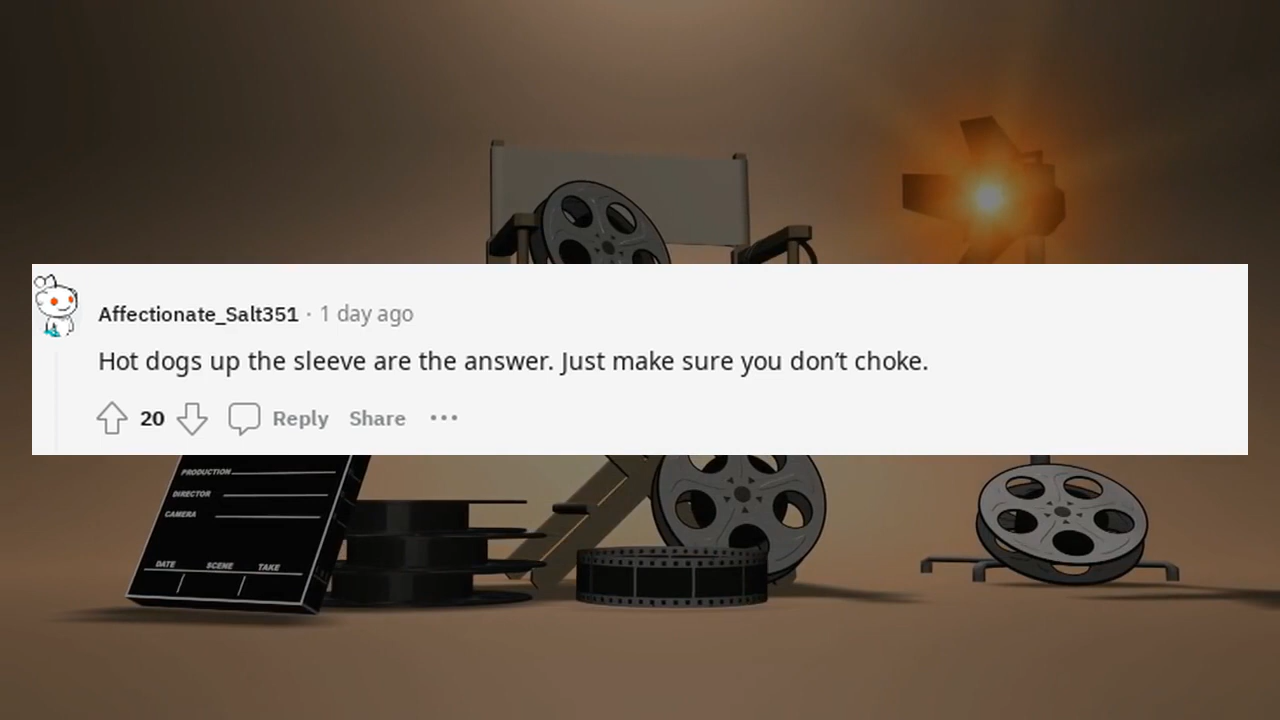 Affectionate_Salt351 · 1 day ago
Hot dogs up the sleeve are the answer. Just make sure you don't choke.
20 Reply Share ···
PRODUCTION
DIRECTOR
CAMERA
DATE SCENE TAKE